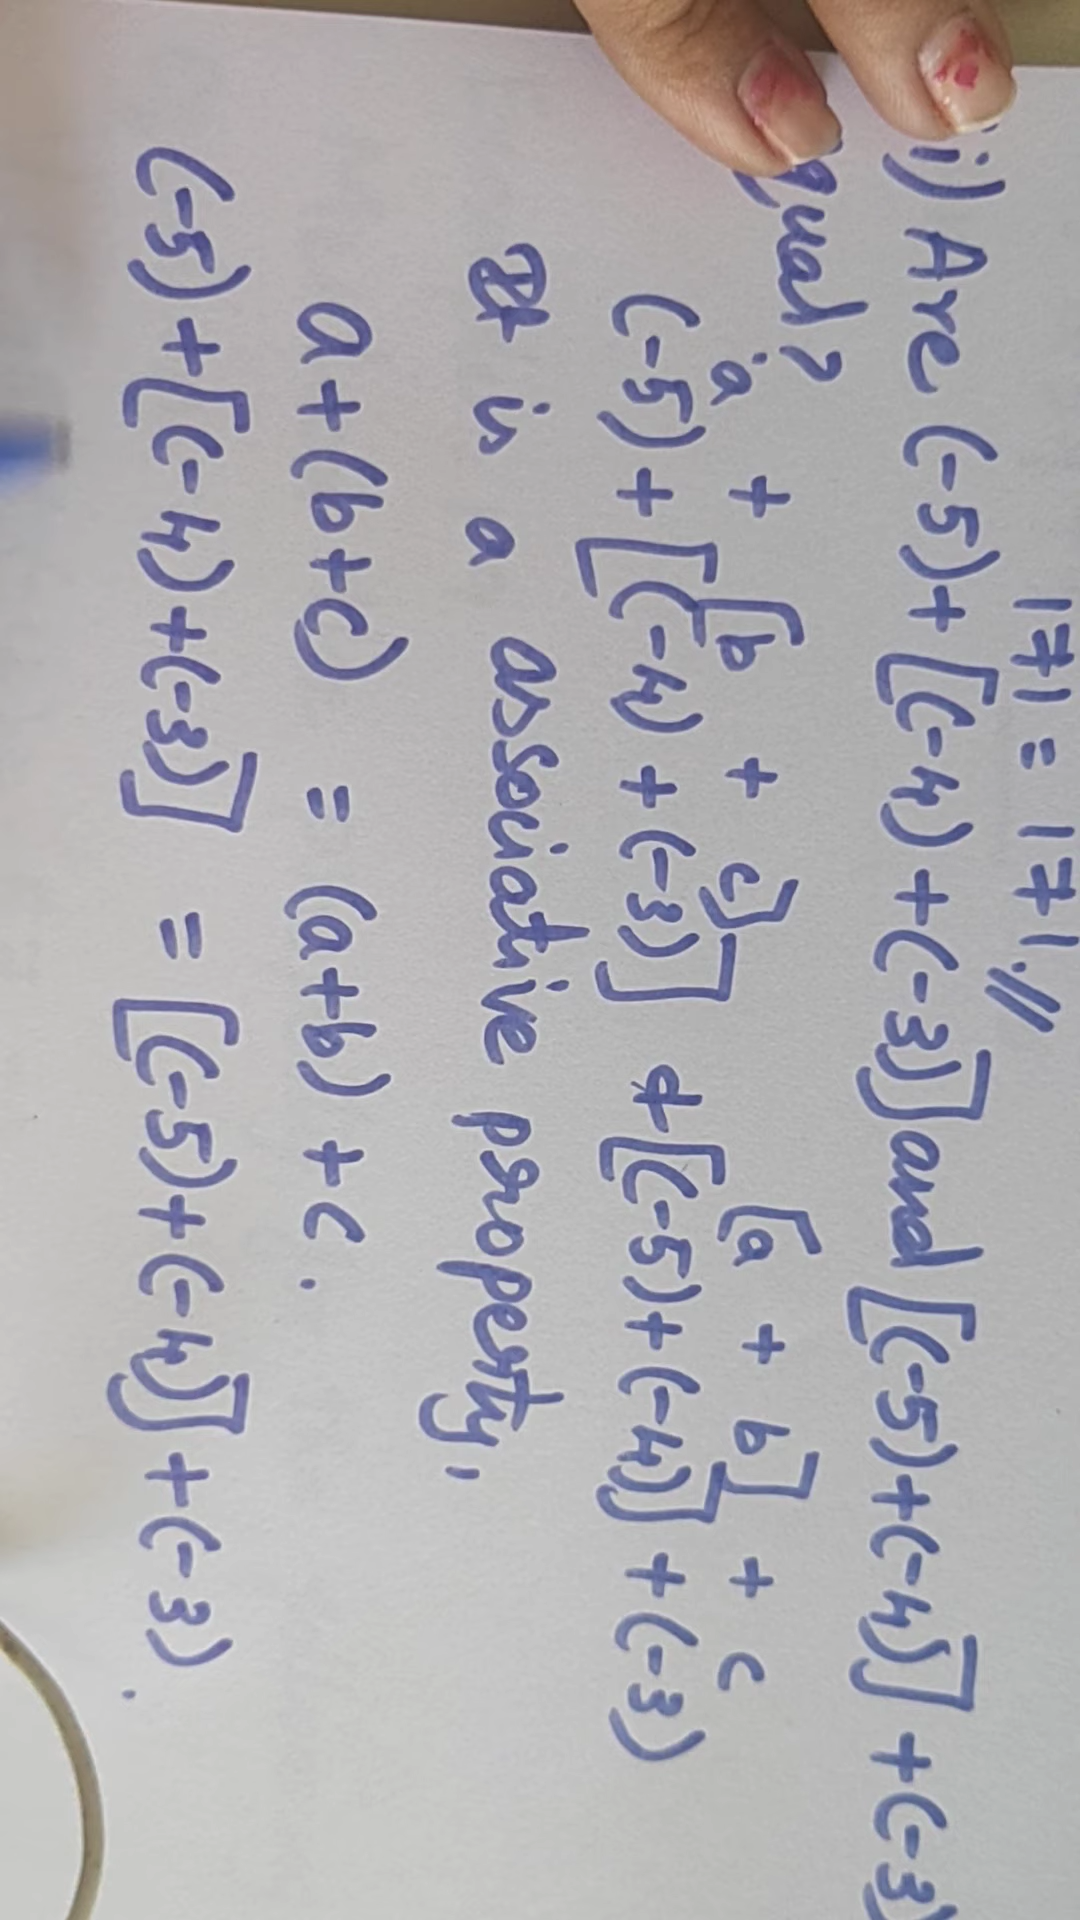 |7| = |7|.//
i) Are (-5)+[(-4)+(-3)] and [(-5)+(-4)]+(-3)
qual?
a + [b + c] [a + b] + c
(-5)+[(-4)+(-3)] & [(-5)+(-4)]+(-3)
It is a associative property,
a+(b+c) = (a+b)+c.
(-5)+[(-4)+(-3)] = [(-5)+(-4)]+(-3).